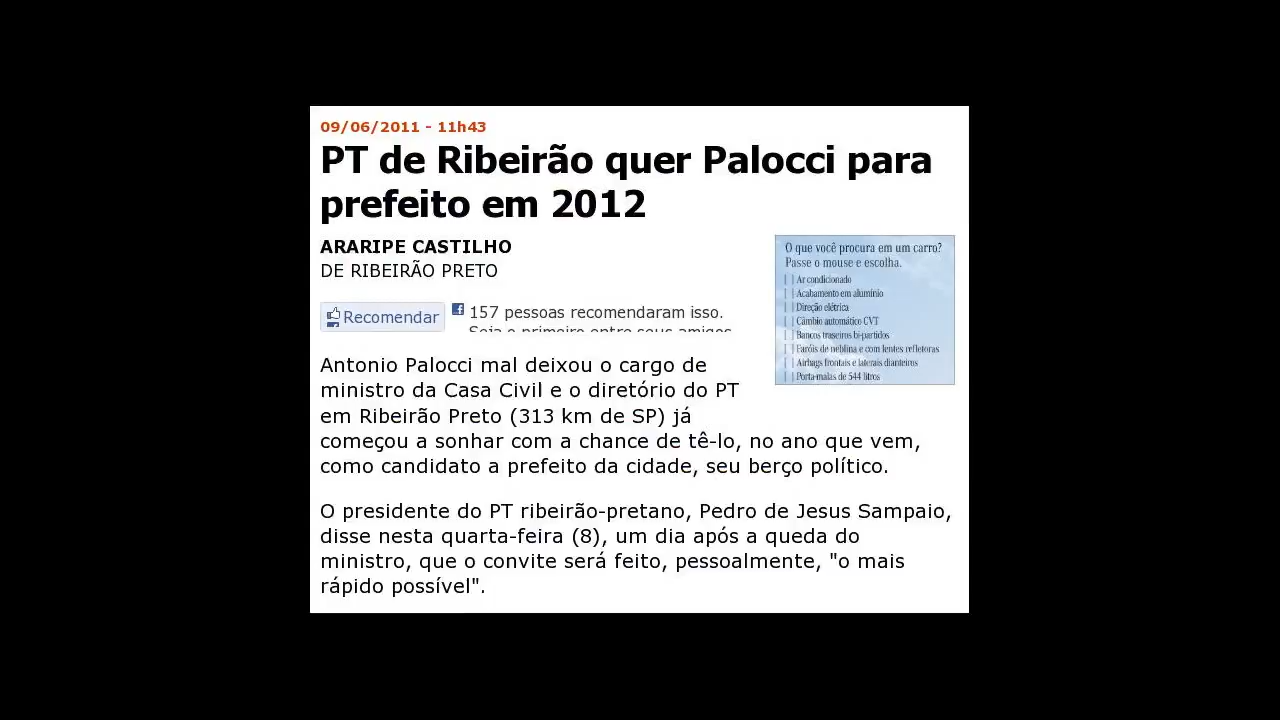 09/06/2011 - 11h43
PT de Ribeirão quer Palocci para
prefeito em 2012
ARARIPE CASTILHO
DE RIBEIRÃO PRETO
Recomendar
157 pessoas recomendaram isso.
Seja o primeiro entre seus amigos
O que você procura em um carro?
Passe o mouse e escolha.
Ar condicionado
Acabamento em alumínio
Direção elétrica
Câmbio automático CVT
Bancos traseiros bi-partidos
Faróis de neblina e com lentes refletoras
Airbags frontais e laterais dianteiros
Porta-malas de 544 litros
Antonio Palocci mal deixou o cargo de
ministro da Casa Civil e o diretório do PT
em Ribeirão Preto (313 km de SP) já
começou a sonhar com a chance de tê-lo, no ano que vem,
como candidato a prefeito da cidade, seu berço político.
O presidente do PT ribeirão-pretano, Pedro de Jesus Sampaio,
disse nesta quarta-feira (8), um dia após a queda do
ministro, que o convite será feito, pessoalmente, "o mais
rápido possível".